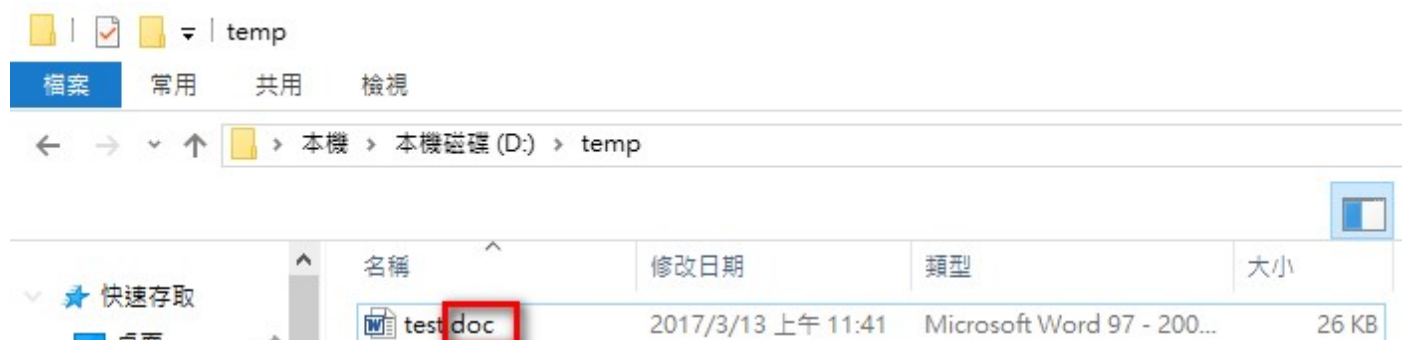 temp
檔案 常用 共用 檢視
本機 > 本機磁碟 (D:) > temp
名稱 修改日期 類型 大小
快速存取
test.doc 2017/3/13 上午 11:41 Microsoft Word 97 - 200... 26 KB